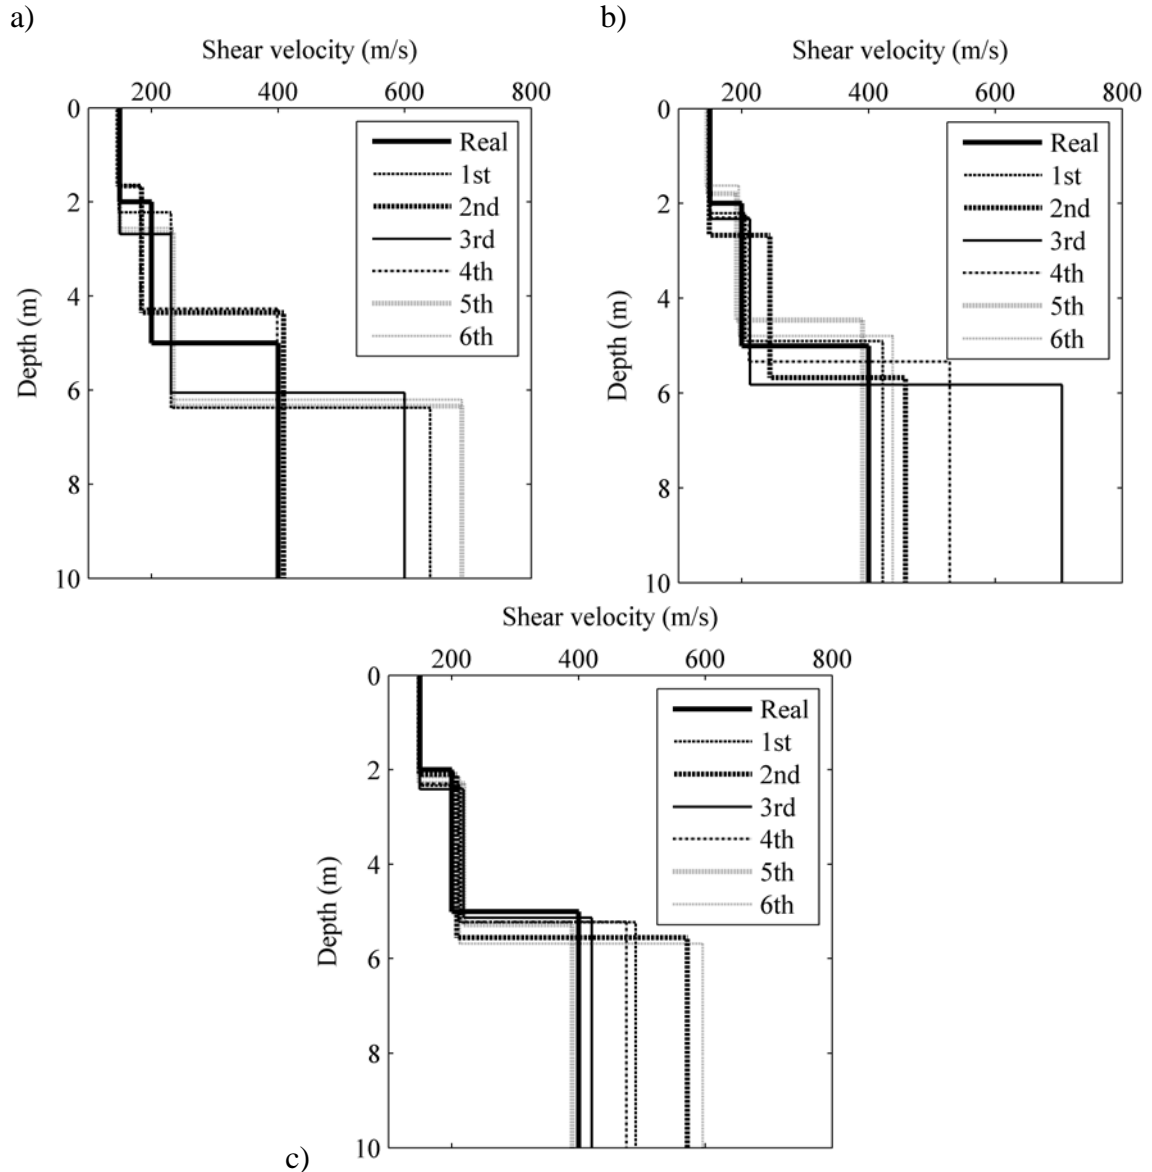 a)
Shear velocity (m/s)
200 400 600 800
0
2
4
6
8
10
Depth (m)
Real
1st
2nd
3rd
4th
5th
6th
b)
Shear velocity (m/s)
200 400 600 800
0
2
4
6
8
10
Depth (m)
Real
1st
2nd
3rd
4th
5th
6th
c)
Shear velocity (m/s)
200 400 600 800
0
2
4
6
8
10
Depth (m)
Real
1st
2nd
3rd
4th
5th
6th